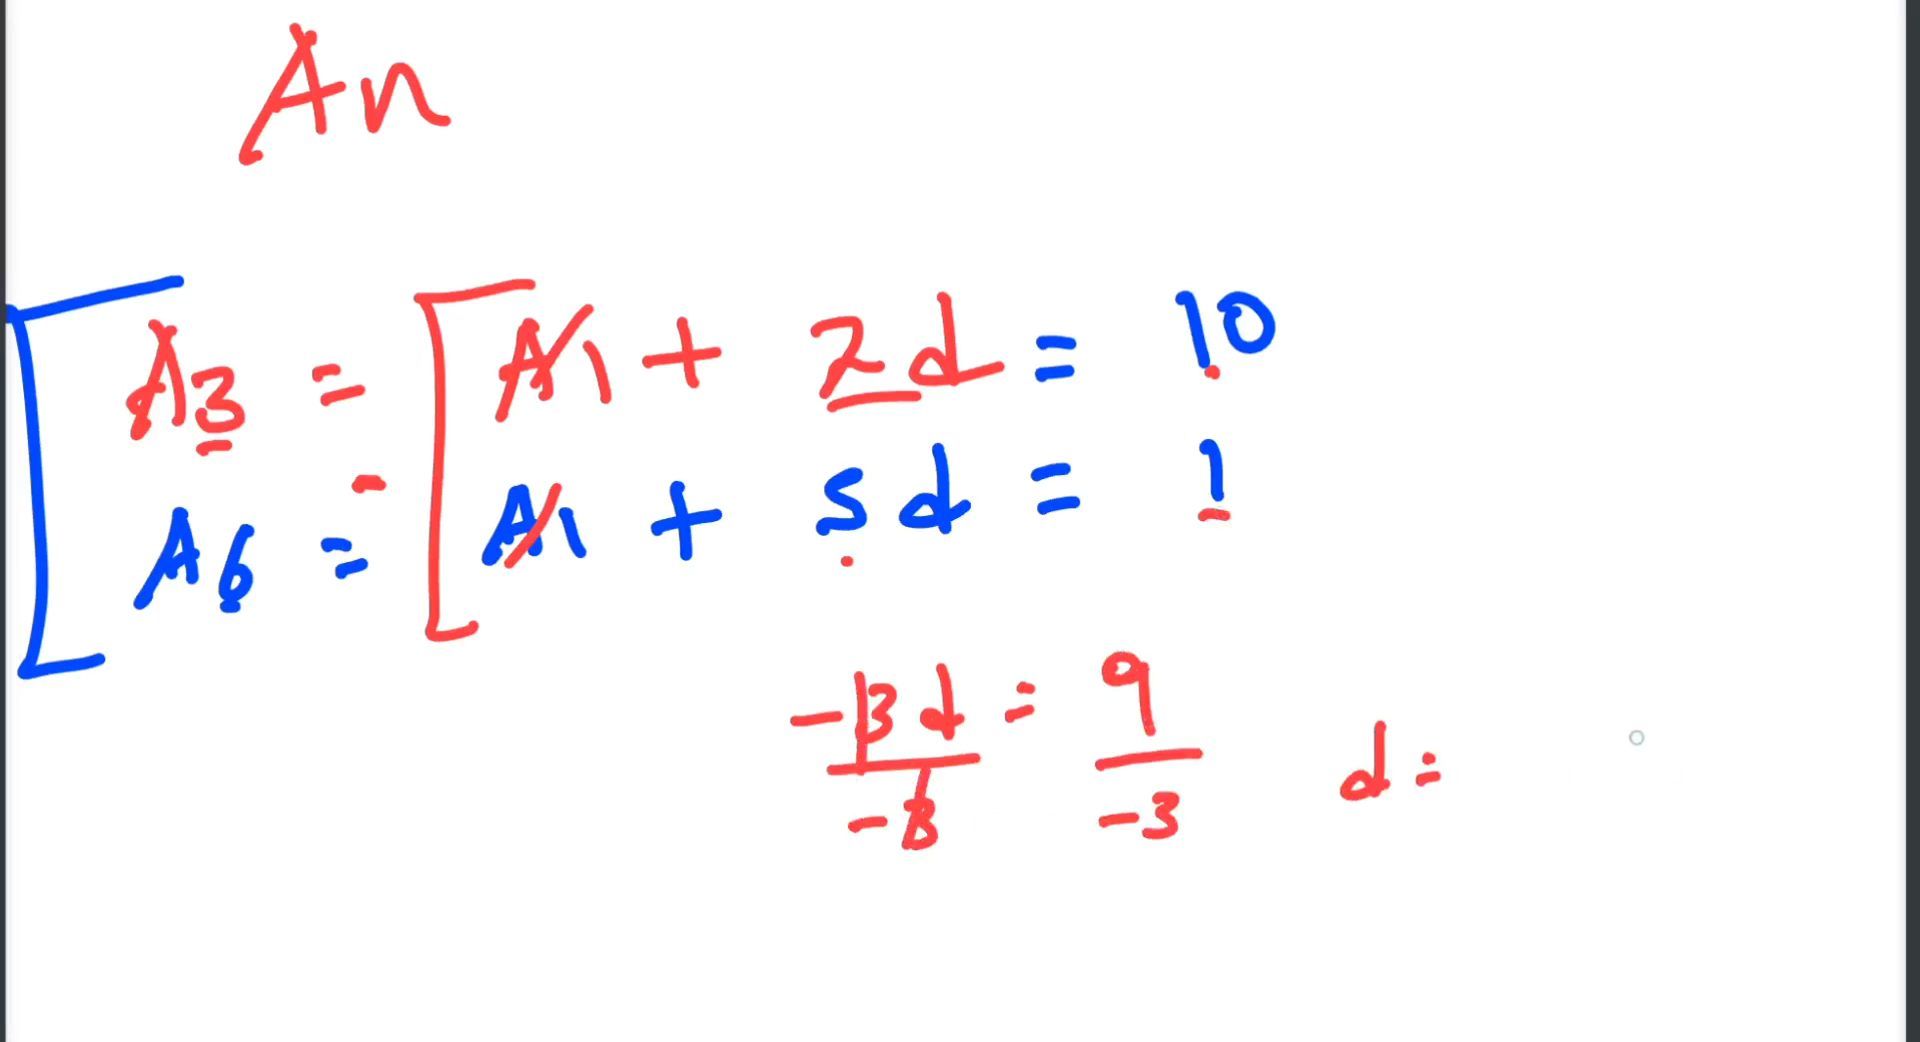 An
A3 = A1 + 2d = 10
-
A6 = A1 + 5d = 1
-3d = 9
-3 -3 d =